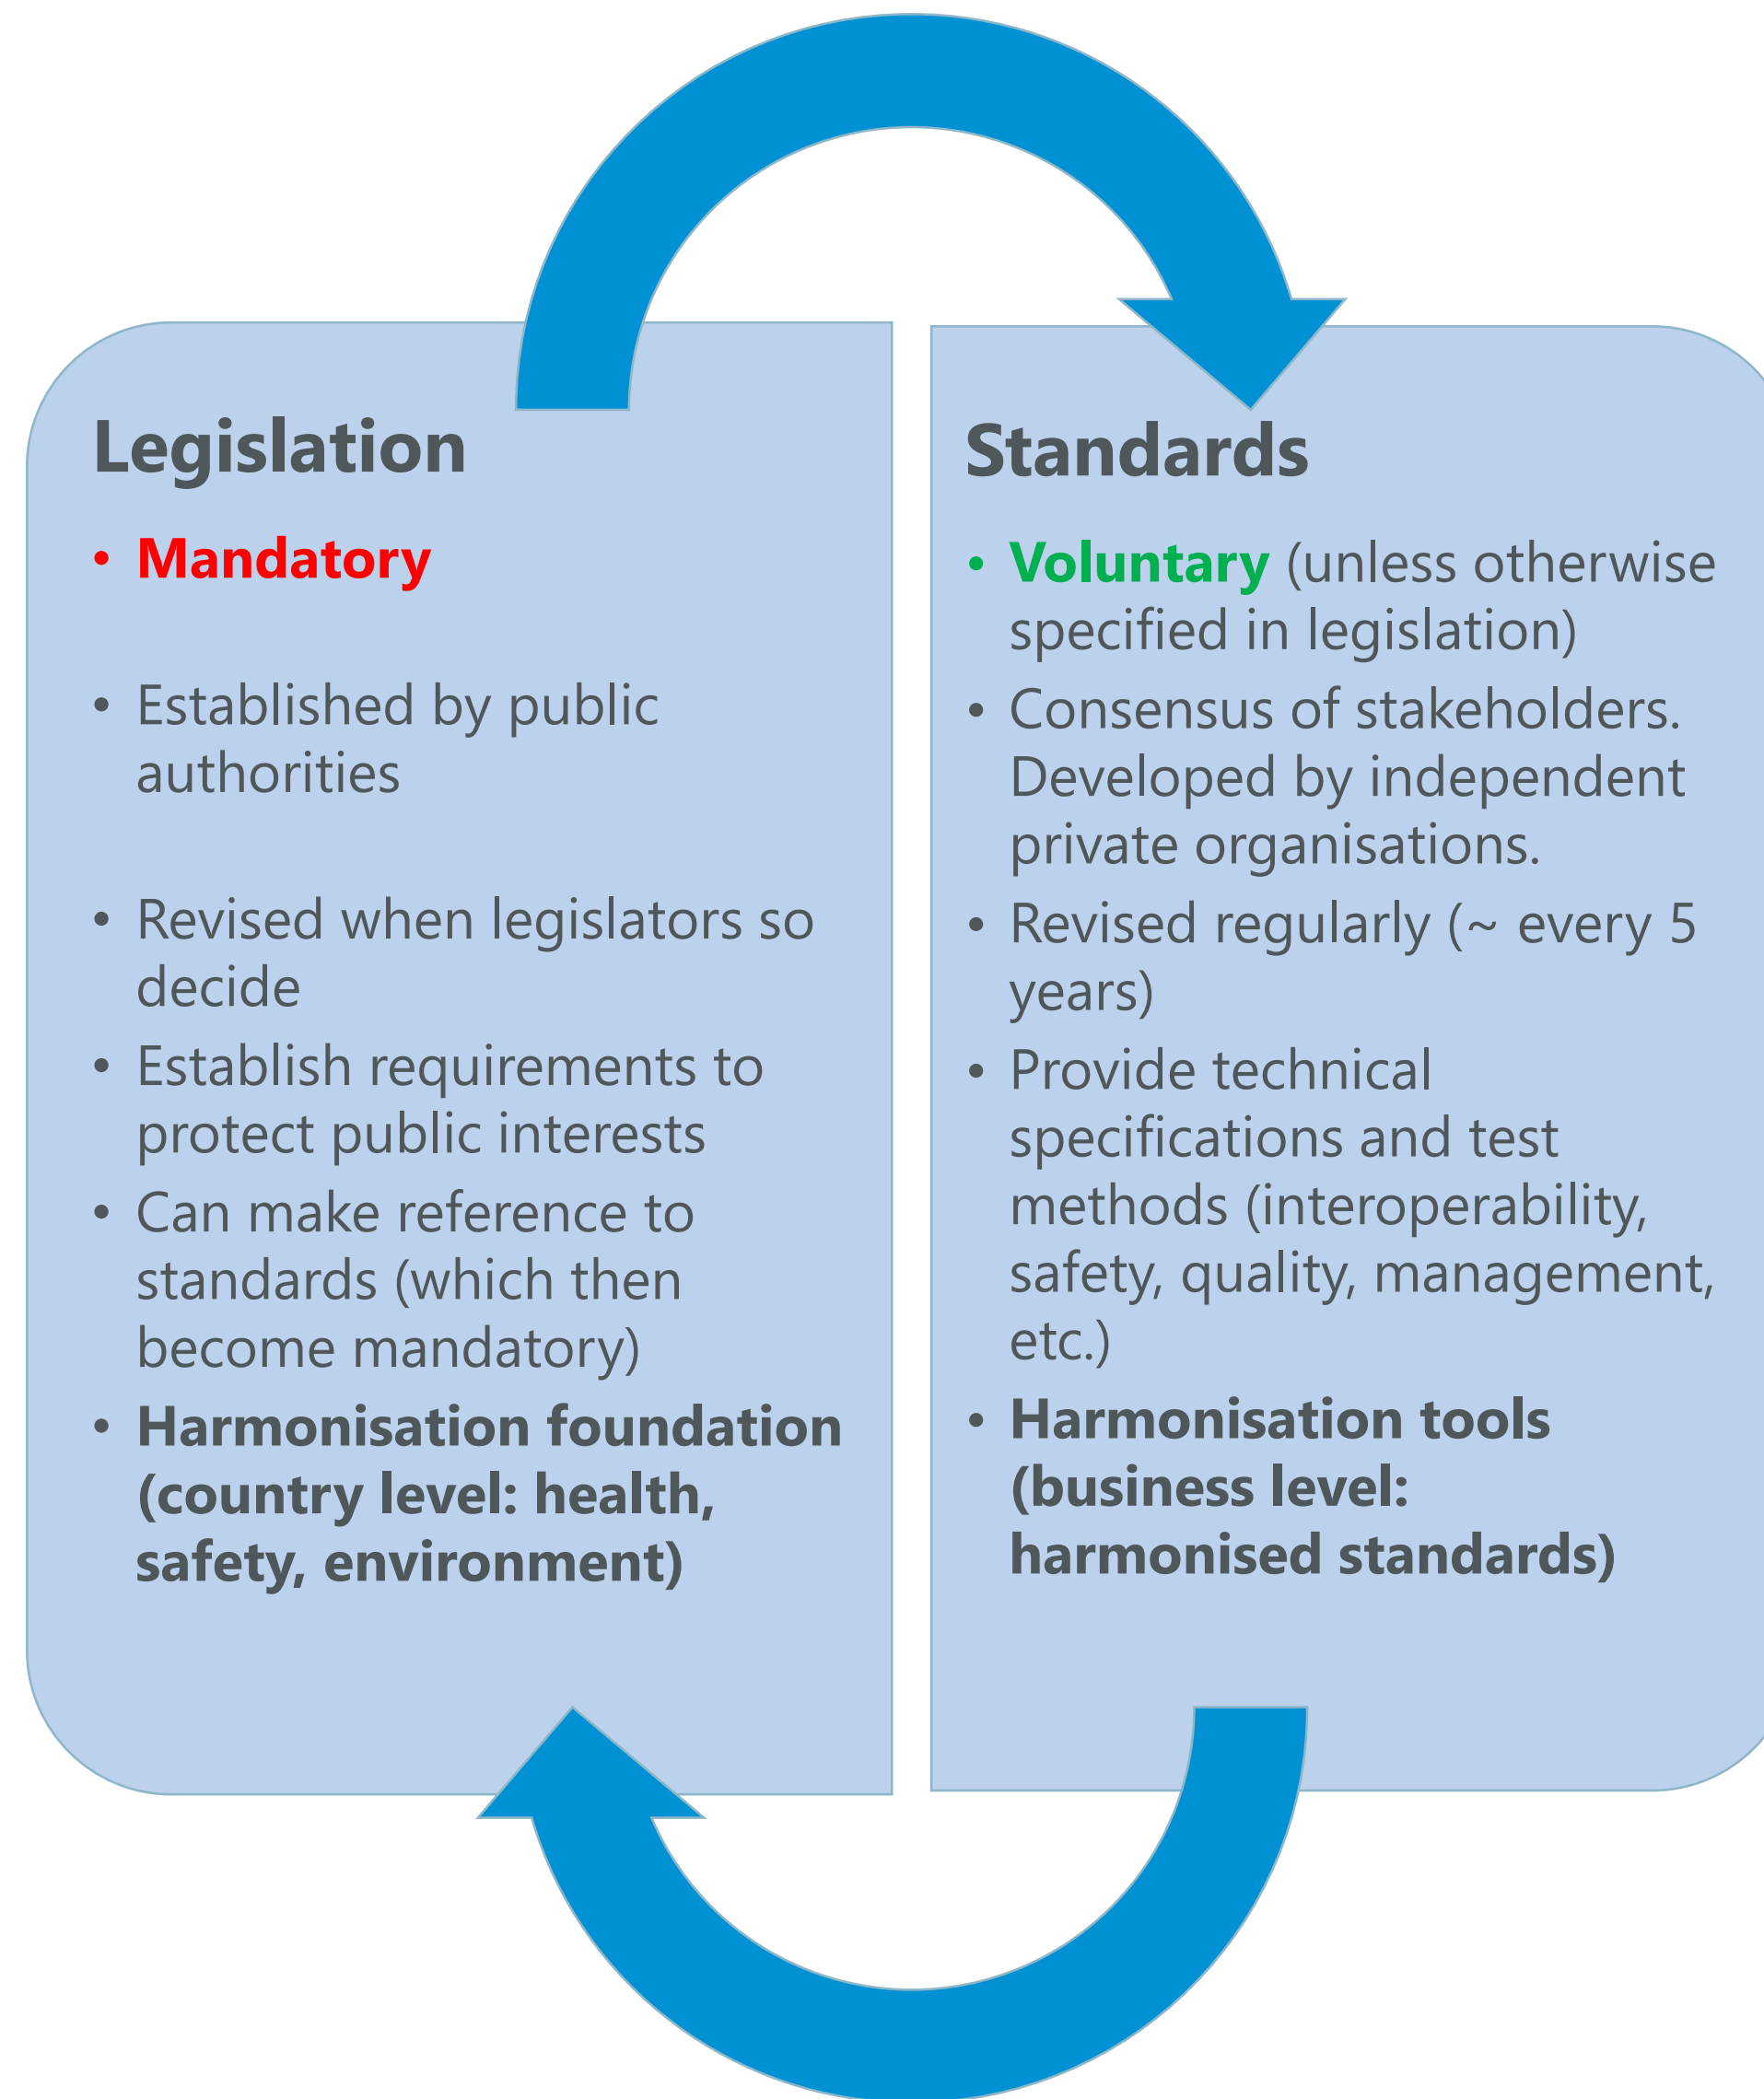 Legislation
• Mandatory
• Established by public
authorities
• Revised when legislators so
decide
• Establish requirements to
protect public interests
• Can make reference to
standards (which then
become mandatory)
• Harmonisation foundation
(country level: health,
safety, environment)
Standards
• Voluntary (unless otherwise
specified in legislation)
• Consensus of stakeholders.
Developed by independent
private organisations.
• Revised regularly (~ every 5
years)
• Provide technical
specifications and test
methods (interoperability,
safety, quality, management,
etc.)
• Harmonisation tools
(business level:
harmonised standards)